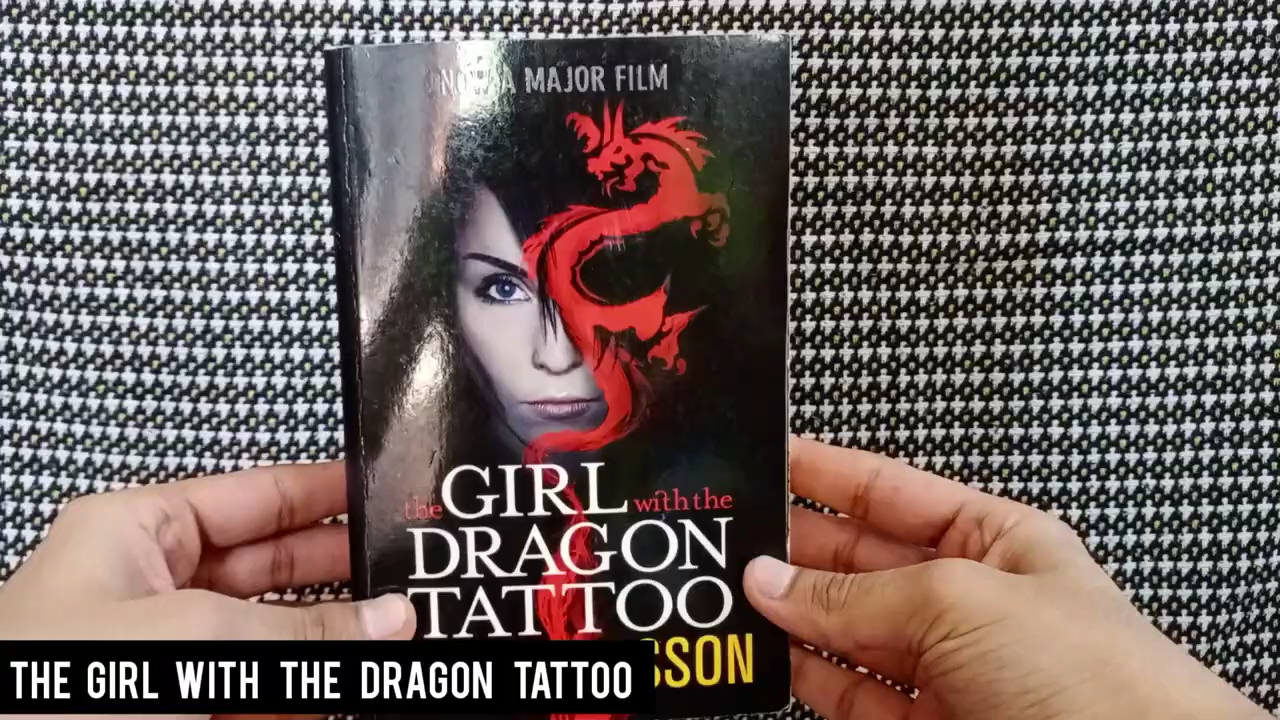 NOW A MAJOR FILM
the GIRL with the
DRAGON
TATTOO
SSON
THE GIRL WITH THE DRAGON TATTOO